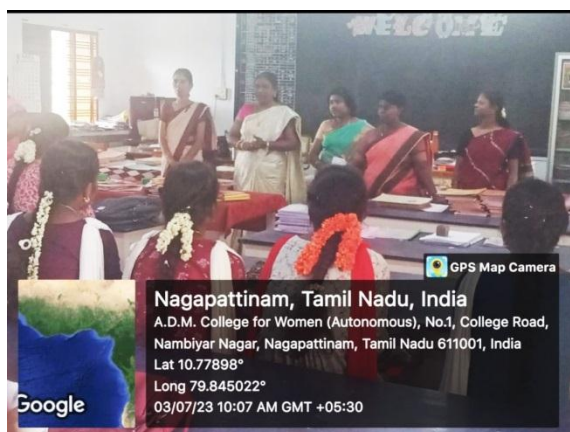 WELCOME
GPS Map Camera
Nagapattinam, Tamil Nadu, India
A.D.M. College for Women (Autonomous), No.1, College Road,
Nambiyar Nagar, Nagapattinam, Tamil Nadu 611001, India
Lat 10.77898°
Long 79.845022°
03/07/23 10:07 AM GMT +05:30
Google